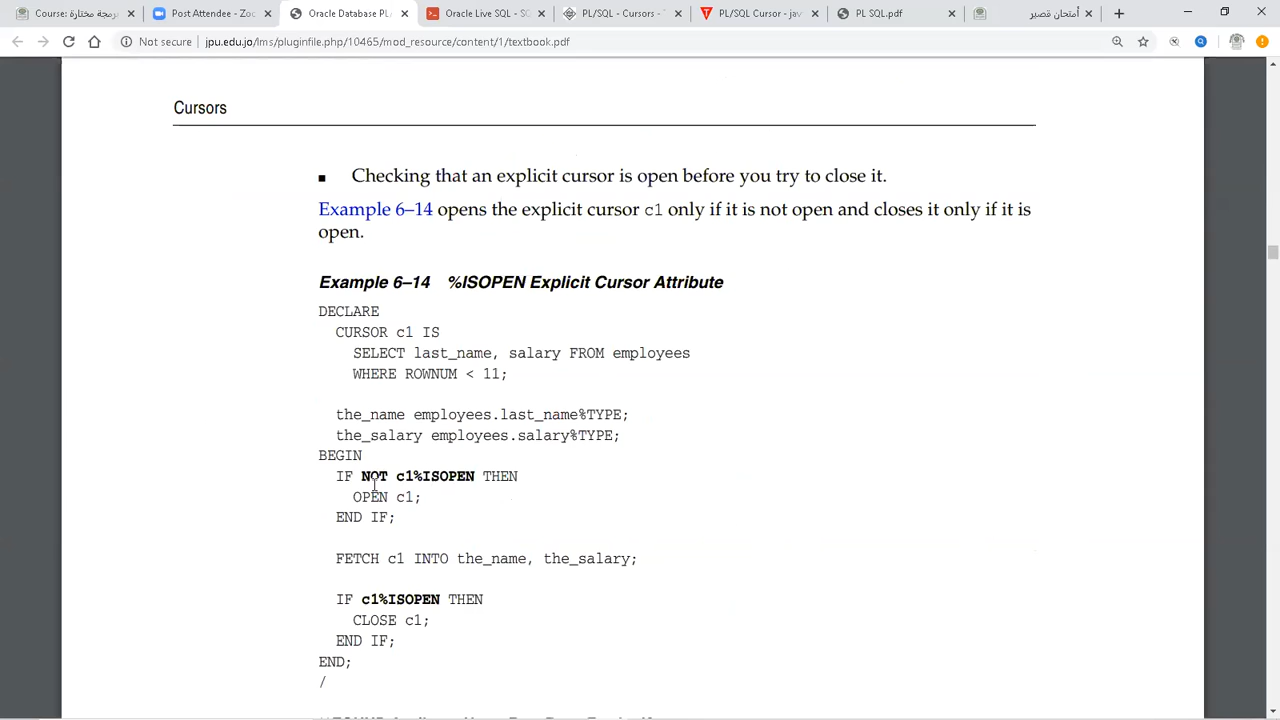 Course: برمجة مختارة
Post Attendee - Zoo
Oracle Database PL/
Oracle Live SQL - SC
PL/SQL - Cursors - T
PL/SQL Cursor - jav
PL SQL.pdf
أمتحان قصير
Not secure | jpu.edu.jo/lms/pluginfile.php/10465/mod_resource/content/1/textbook.pdf
Cursors
■ Checking that an explicit cursor is open before you try to close it.
Example 6–14 opens the explicit cursor c1 only if it is not open and closes it only if it is
open.
Example 6–14 %ISOPEN Explicit Cursor Attribute
DECLARE
CURSOR c1 IS
SELECT last_name, salary FROM employees
WHERE ROWNUM < 11;
the_name employees.last_name%TYPE;
the_salary employees.salary%TYPE;
BEGIN
IF NOT c1%ISOPEN THEN
OPEN c1;
END IF;
FETCH c1 INTO the_name, the_salary;
IF c1%ISOPEN THEN
CLOSE c1;
END IF;
END;
/